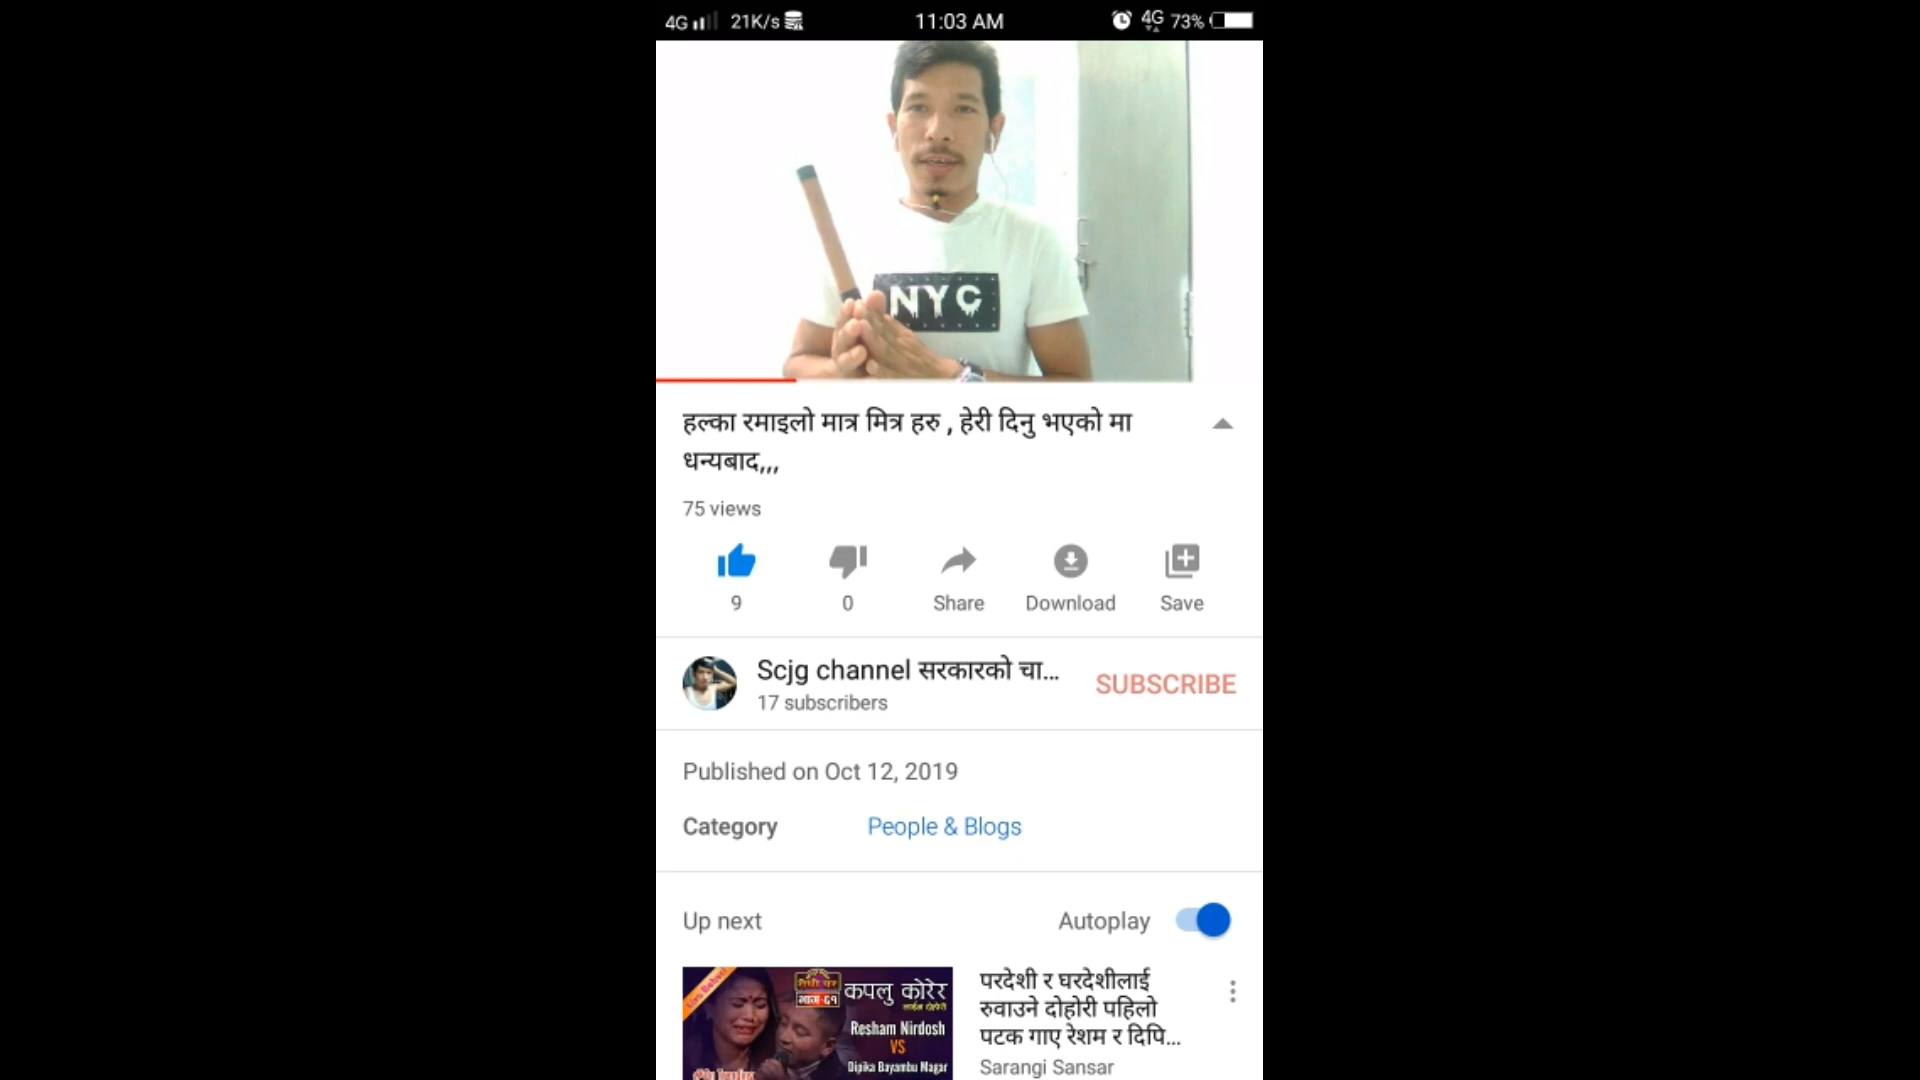 4G 21K/s 11:03 AM 4G 73%
NYC
हल्का रमाइलो मात्र मित्र हरु , हेरी दिनु भएको मा
धन्यबाद,,,
75 views
9 0 Share Download Save
Scjg channel सरकारको चा...
SUBSCRIBE
17 subscribers
Published on Oct 12, 2019
Category People & Blogs
Up next Autoplay
भाग-६१
कपलु कोरेर
Resham Nirdosh
VS
Dipika Bayambu Magar
परदेशी र घरदेशीलाई
रुवाउने दोहोरी पहिलो
पटक गाए रेशम र दिपि...
Sarangi Sansar